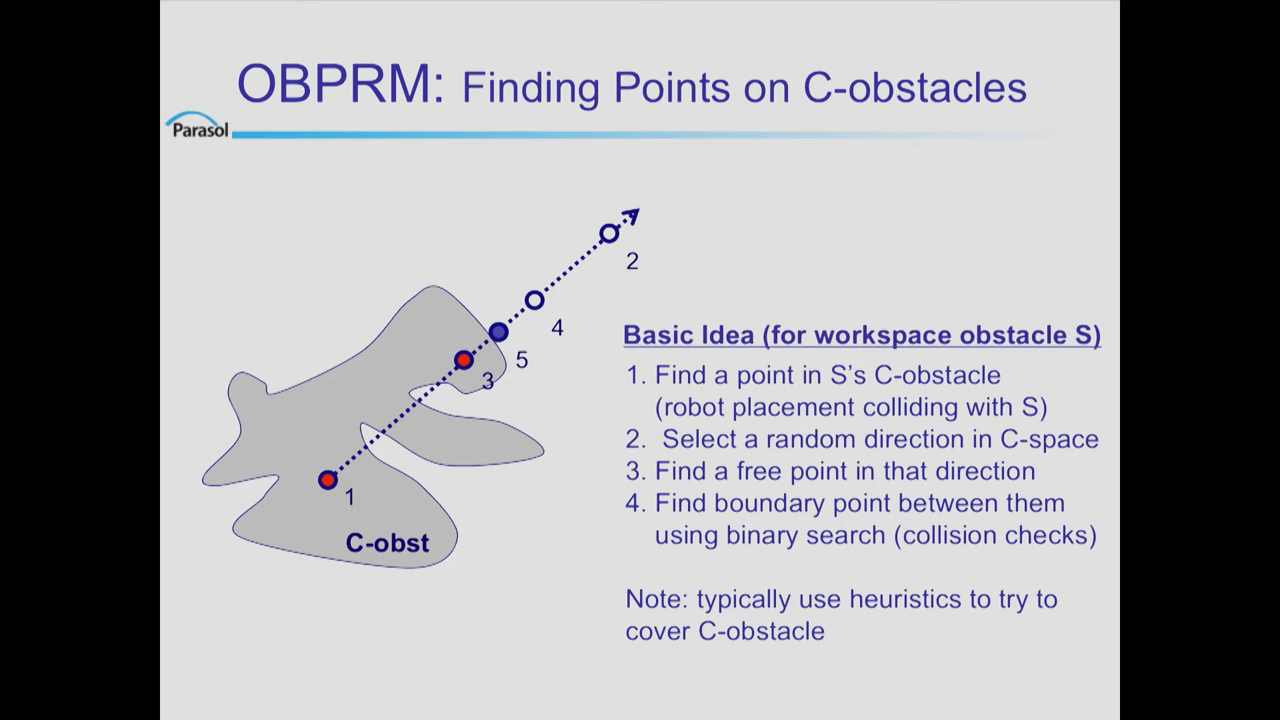 OBPRM: Finding Points on C-obstacles
Parasol
2
4
5
3
1
C-obst
Basic Idea (for workspace obstacle S)
1. Find a point in S’s C-obstacle
(robot placement colliding with S)
2. Select a random direction in C-space
3. Find a free point in that direction
4. Find boundary point between them
using binary search (collision checks)
Note: typically use heuristics to try to
cover C-obstacle